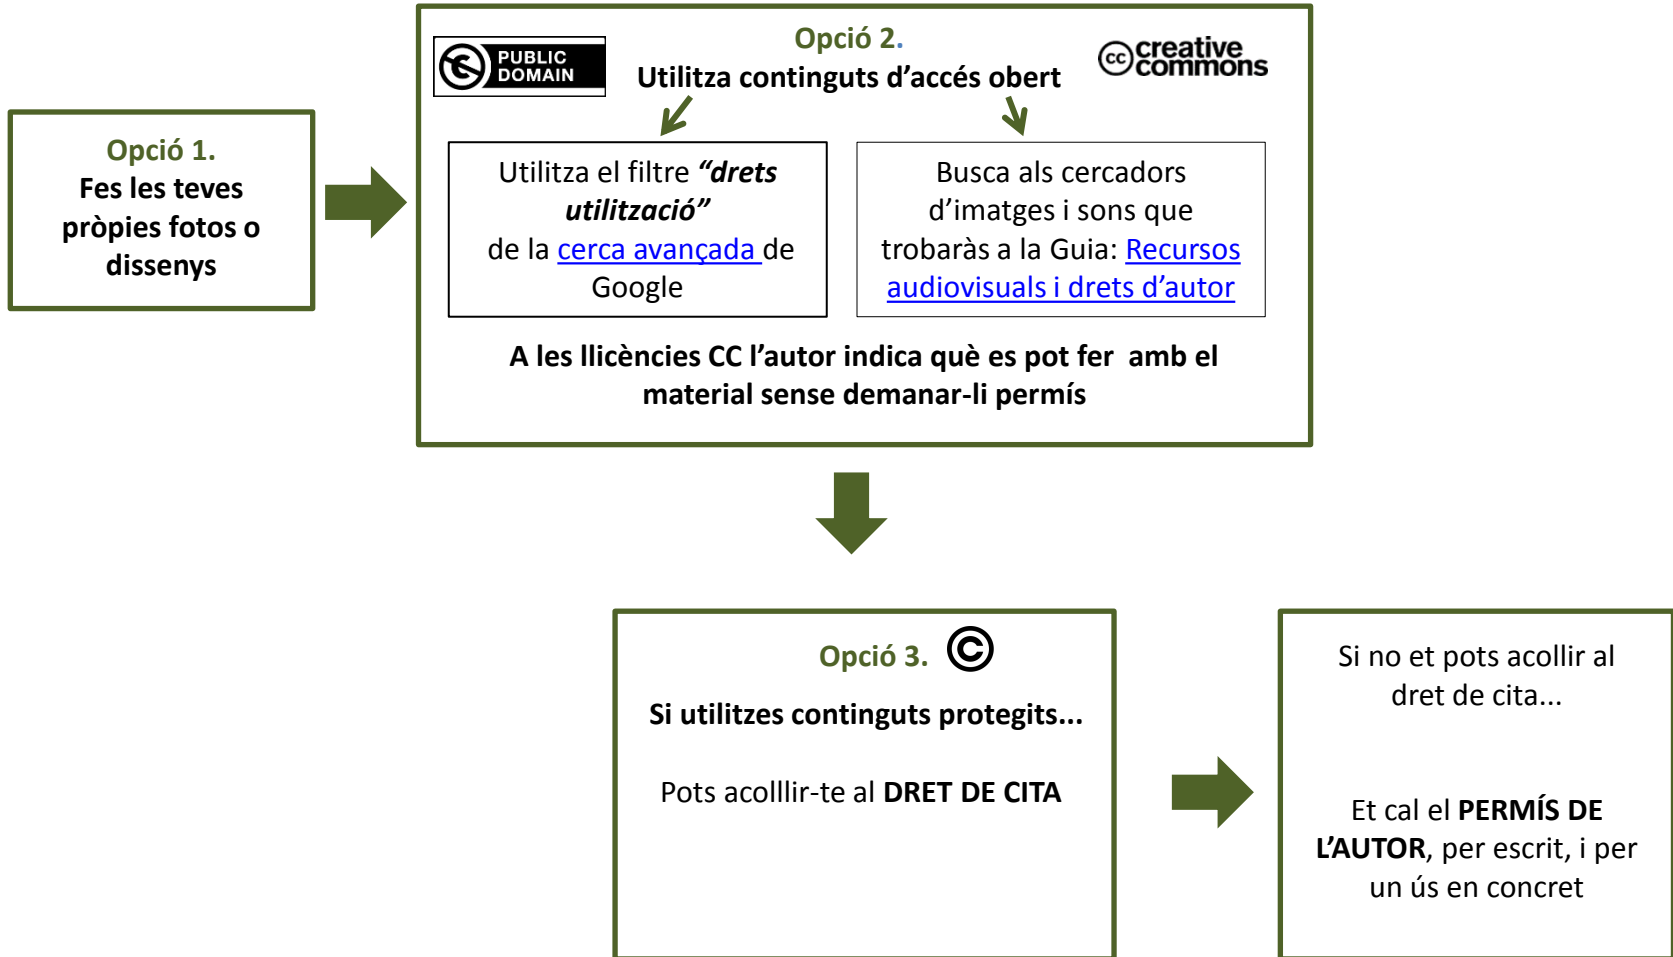 Opció 1.
Fes les teves
pròpies fotos o
dissenys
PUBLIC
DOMAIN
Opció 2.
Utilitza continguts d'accés obert
cc creative
commons
Utilitza el filtre “drets
utilització”
de la cerca avançada de
Google
Busca als cercadors
d’imatges i sons que
trobaràs a la Guia: Recursos
audiovisuals i drets d’autor
A les llicències CC l’autor indica què es pot fer  amb el
material sense demanar-li permís
Opció 3. ©
Si utilitzes continguts protegits...
Pots acolllir-te al DRET DE CITA
Si no et pots acollir al
dret de cita...
Et cal el PERMÍS DE
L’AUTOR, per escrit, i per
un ús en concret